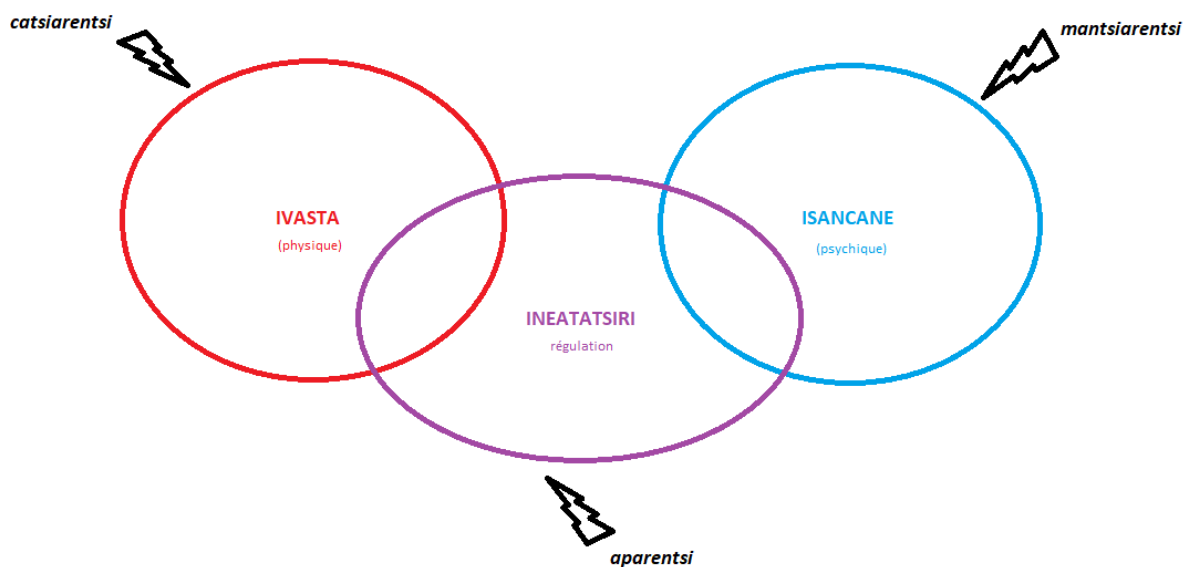 catsiarentsi
mantsiarentsi
IVASTA
(physique)
ISANCANE
(psychique)
INEATATSIRI
régulation
aparentsi